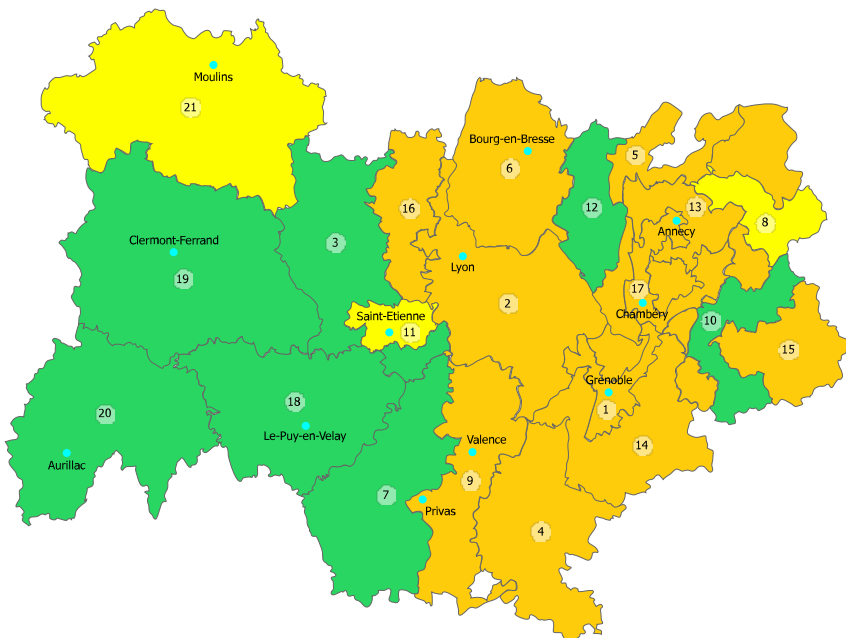 Moulins
21
Bourg-en-Bresse
6
5
12
16
13
Annecy
8
Clermont-Ferrand
19
3
Lyon
2
17
Chambéry
10
Saint-Etienne
11
15
Grenoble
1
20
18
Le-Puy-en-Velay
Aurillac
Valence
9
14
7
Privas
4